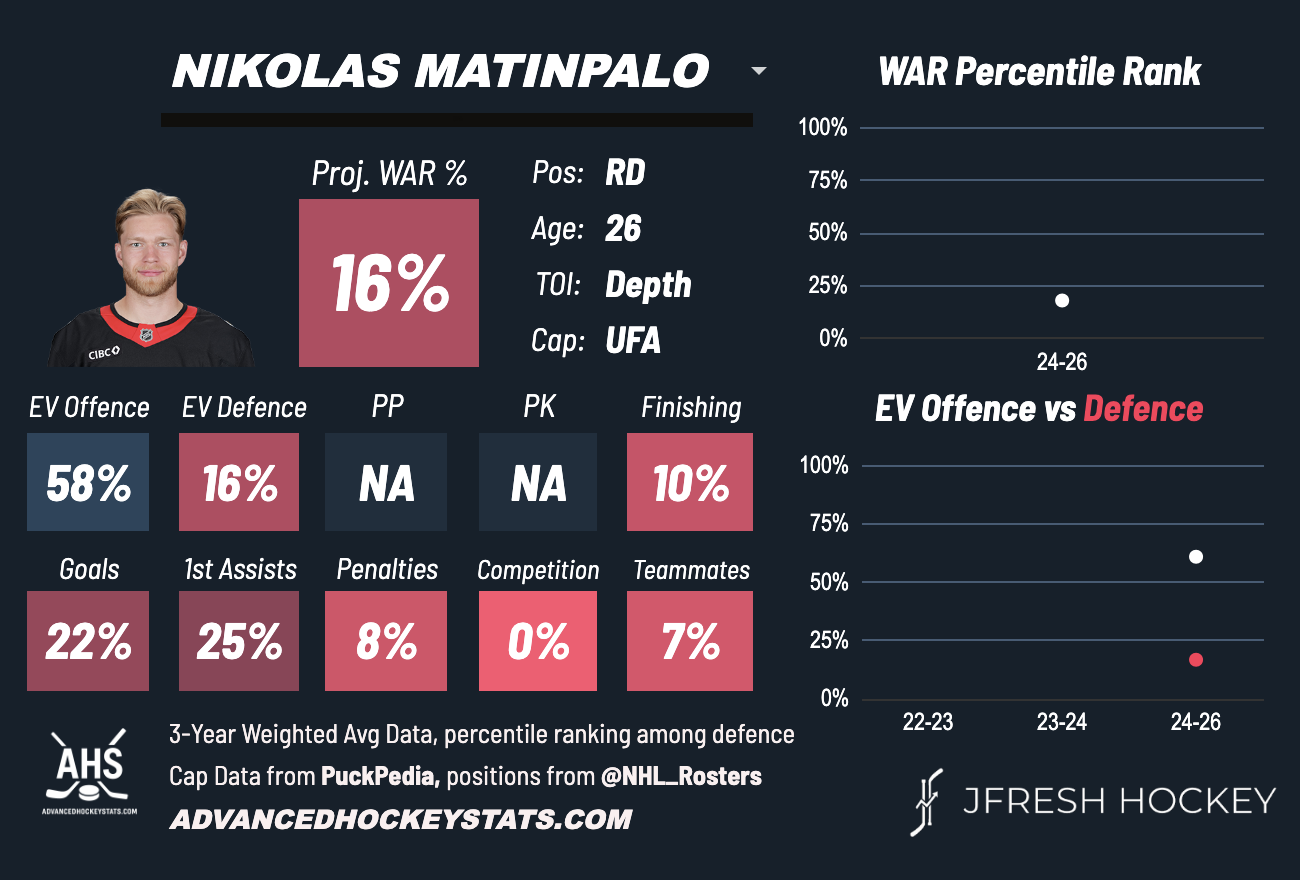 NIKOLAS MATINPALO
Proj. WAR %
16%
Pos: RD
Age: 26
TOI: Depth
Cap: UFA
CIBC
EV Offence EV Defence PP PK Finishing
58% 16% NA NA 10%
Goals 1st Assists Penalties Competition Teammates
22% 25% 8% 0% 7%
WAR Percentile Rank
100%
75%
50%
25%
0%
24-26
EV Offence vs Defence
100%
75%
50%
25%
0%
22-23 23-24 24-26
AHS
ADVANCEDHOCKEYSTATS.COM
3-Year Weighted Avg Data, percentile ranking among defence
Cap Data from PuckPedia, positions from @NHL_Rosters
ADVANCEDHOCKEYSTATS.COM
JFRESH HOCKEY